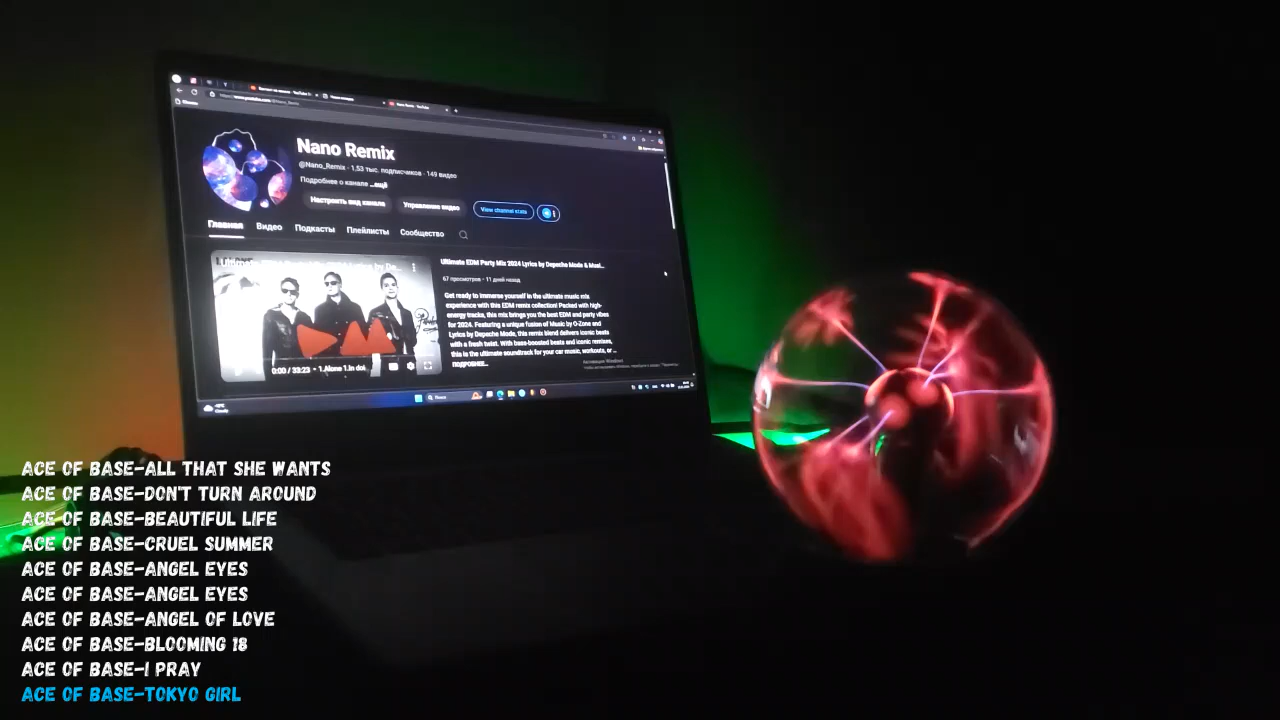 Nano Remix
@Nano_Remix · 1,53 тыс. подписчиков · 149 видео
Подробнее о канале ...ещё
Настроить вид канала
Управление видео
View channel stats
Главная
Видео
Подкасты
Плейлисты
Сообщество
Ultimate EDM Party Mix 2024 Lyrics by Depeche Mode &
67 просмотров · 11 дней назад
Get ready to immerse yourself in the ultimate music mix
experience with this EDM remix collection! Packed with high-
energy tracks, this mix brings you the best EDM and party vibes
for 2024. Featuring a unique fusion of Music by O-Zone and
Lyrics by Depeche Mode, this remix blend delivers iconic beats
with a fresh twist. With bass-boosted beats and iconic remixes,
this is the ultimate soundtrack for your car music, workouts, or ...
ПОДРОБНЕЕ...
0:00 / 33:23 • 1.Alone 1.In doi
Поиск
ACE OF BASE-ALL THAT SHE WANTS
ACE OF BASE-DON'T TURN AROUND
ACE OF BASE-BEAUTIFUL LIFE
ACE OF BASE-CRUEL SUMMER
ACE OF BASE-ANGEL EYES
ACE OF BASE-ANGEL EYES
ACE OF BASE-ANGEL OF LOVE
ACE OF BASE-BLOOMING 18
ACE OF BASE-I PRAY
ACE OF BASE-TOKYO GIRL